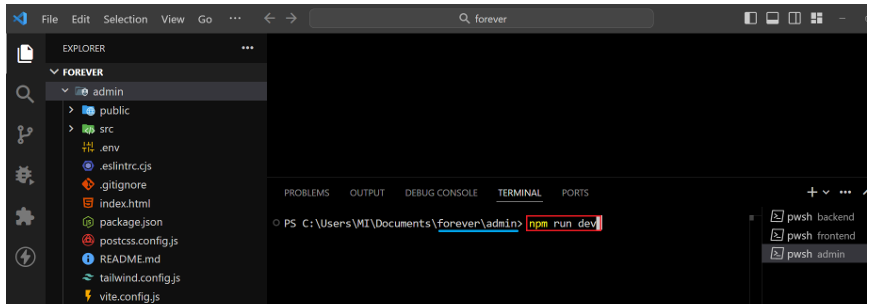 File Edit Selection View Go ··· forever
EXPLORER ···
FOREVER
admin
public
src
.env
.eslintrc.cjs
.gitignore
index.html
package.json
postcss.config.js
README.md
tailwind.config.js
vite.config.js
PROBLEMS OUTPUT DEBUG CONSOLE TERMINAL PORTS
PS C:\Users\MI\Documents\forever\admin> npm run dev
pwsh backend
pwsh frontend
pwsh admin